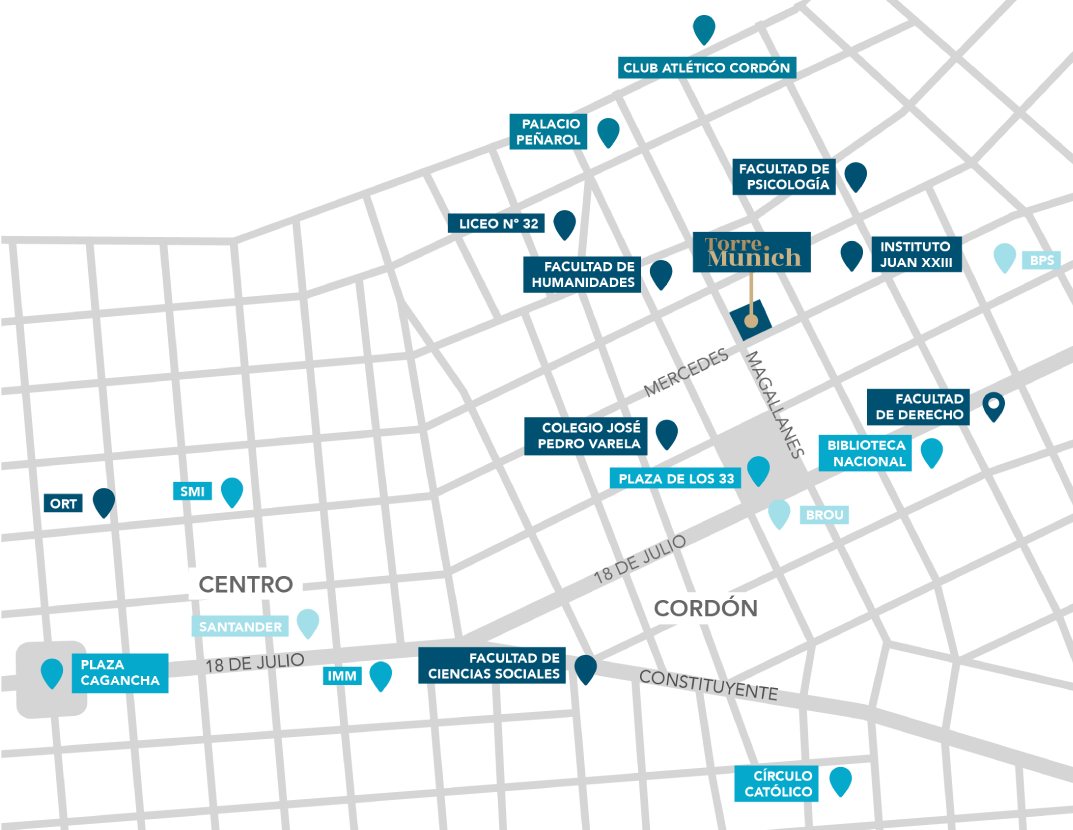 CLUB ATLÉTICO CORDÓN
PALACIO
PEÑAROL
FACULTAD DE
PSICOLOGÍA
LICEO Nº 32
Torre
Munich
INSTITUTO
JUAN XXIII
BPS
FACULTAD DE
HUMANIDADES
MERCEDES
MAGALLANES
FACULTAD
DE DERECHO
COLEGIO JOSÉ
PEDRO VARELA
BIBLIOTECA
NACIONAL
PLAZA DE LOS 33
SMI
ORT
BROU
18 DE JULIO
CENTRO
CORDÓN
SANTANDER
PLAZA
CAGANCHA
18 DE JULIO
IMM
FACULTAD DE
CIENCIAS SOCIALES
CONSTITUYENTE
CÍRCULO
CATÓLICO